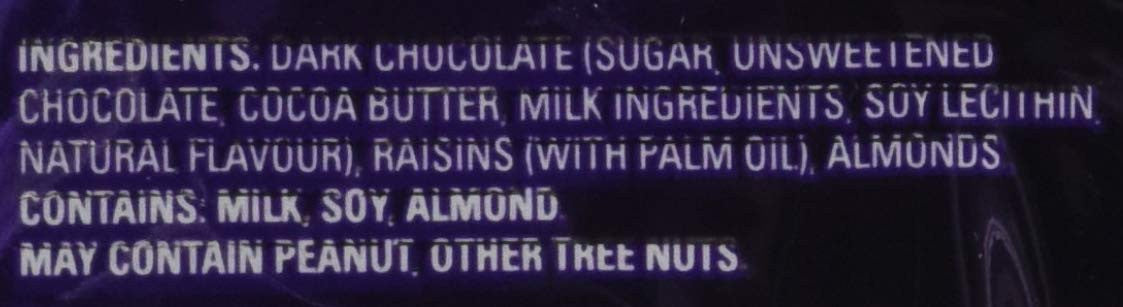 INGREDIENTS: DARK CHOCOLATE (SUGAR, UNSWEETENED
CHOCOLATE, COCOA BUTTER, MILK INGREDIENTS, SOY LECITHIN,
NATURAL FLAVOUR), RAISINS (WITH PALM OIL), ALMONDS.
CONTAINS: MILK, SOY, ALMOND.
MAY CONTAIN PEANUT, OTHER TREE NUTS.